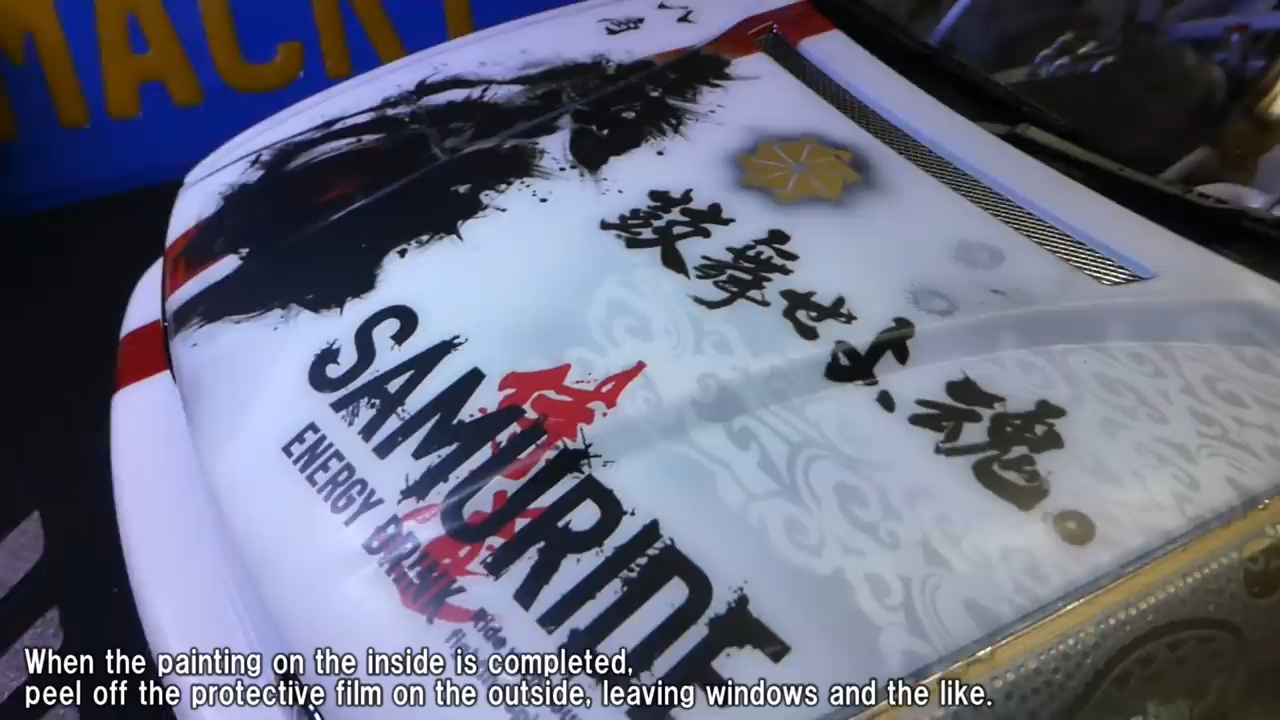 MACK
鼓舞せよ、魂。
SAMURIDE
ENERGY DRINK
When the painting on the inside is completed,
peel off the protective film on the outside, leaving windows and the like.